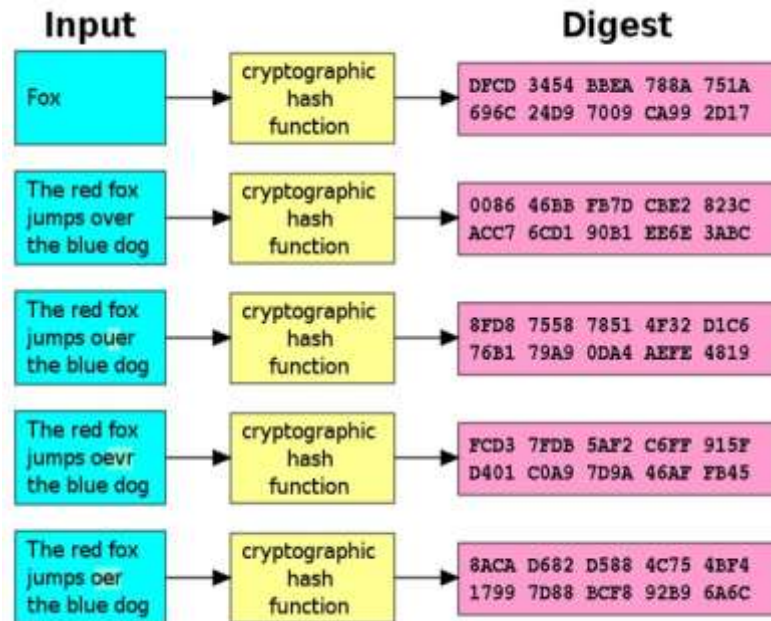 Input
Digest
Fox
cryptographic
hash
function
DFCD 3454 BBEA 788A 751A
696C 24D9 7009 CA99 2D17
The red fox
jumps over
the blue dog
cryptographic
hash
function
0086 46BB FB7D CBE2 823C
ACC7 6CD1 90B1 EE6E 3ABC
The red fox
jumps ouer
the blue dog
cryptographic
hash
function
8FD8 7558 7851 4F32 D1C6
76B1 79A9 0DA4 AEFE 4819
The red fox
jumps oevr
the blue dog
cryptographic
hash
function
FCD3 7FDB 5AF2 C6FF 915F
D401 C0A9 7D9A 46AF FB45
The red fox
jumps oer
the blue dog
cryptographic
hash
function
8ACA D682 D588 4C75 4BF4
1799 7D88 BCF8 92B9 6A6C